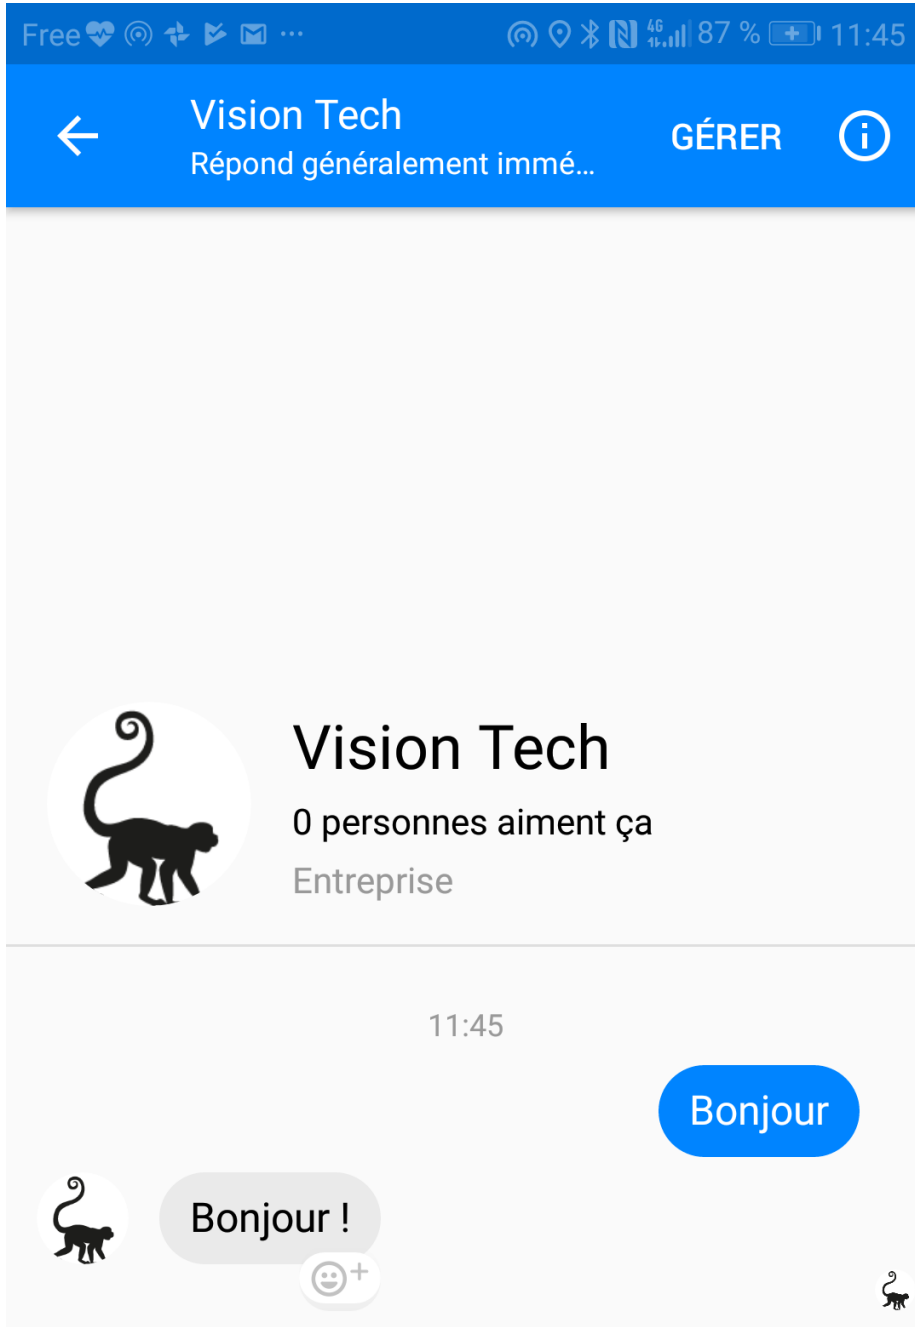 Free ... 4G 87 % 11:45
Vision Tech
Répond généralement immé...
GÉRER
Vision Tech
0 personnes aiment ça
Entreprise
11:45
Bonjour
Bonjour !